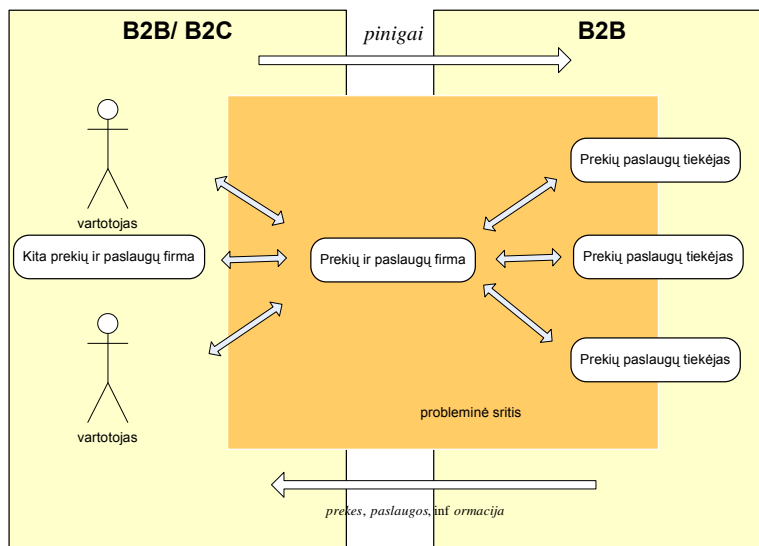 B2B/ B2C
pinigai
B2B
vartotojas
Kita prekių ir paslaugų firma
vartotojas
Prekių ir paslaugų firma
Prekių paslaugų tiekėjas
Prekių paslaugų tiekėjas
Prekių paslaugų tiekėjas
probleminė sritis
prekes, paslaugos, inf ormacija